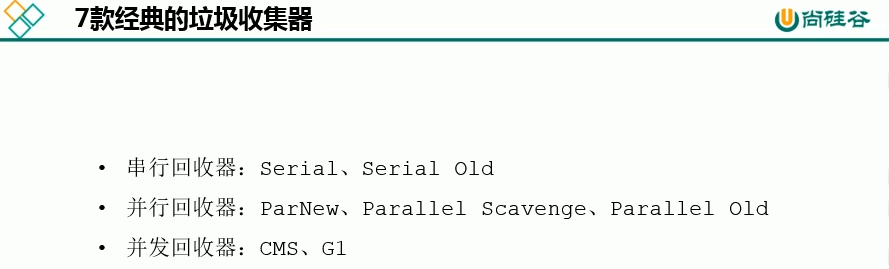 7款经典的垃圾收集器
尚硅谷
• 串行回收器：Serial、Serial Old
• 并行回收器：ParNew、Parallel Scavenge、Parallel Old
• 并发回收器：CMS、G1